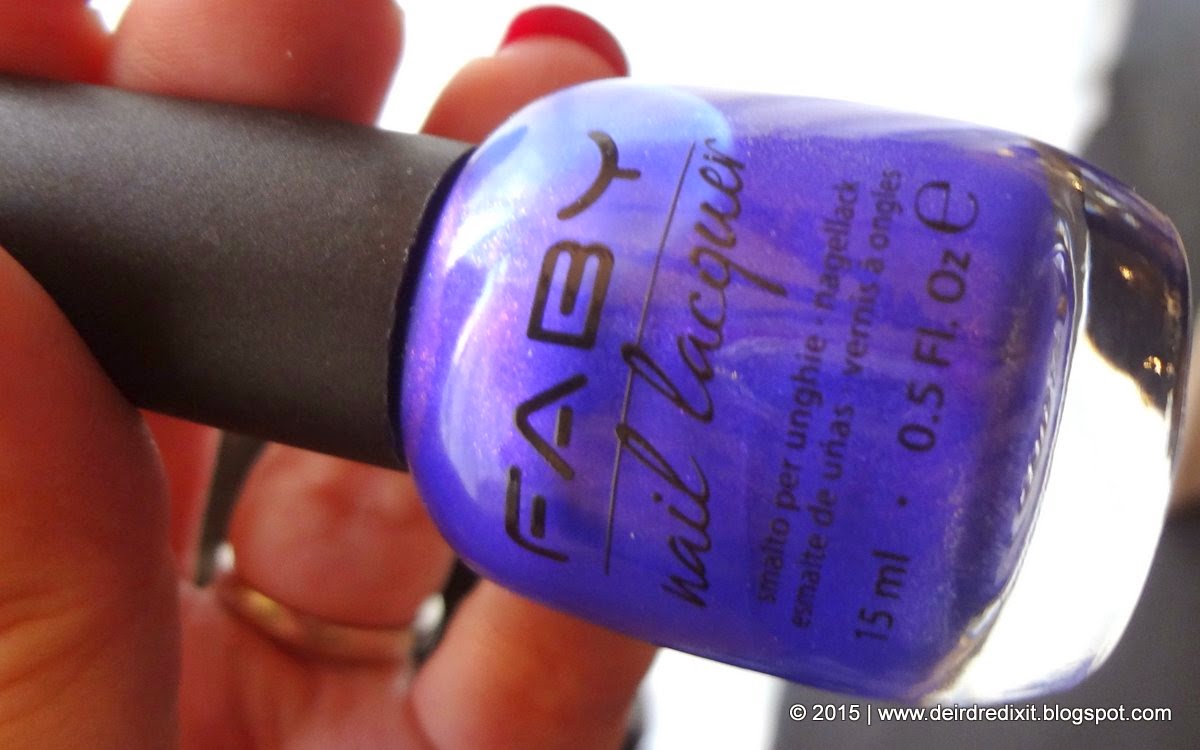 FABY
nail lacquer
smalto per unghie · nagellack
esmalte de uñas · vernis à ongles
15 ml · 0.5 Fl. Oz e
© 2015 | www.deirdredixit.blogspot.com